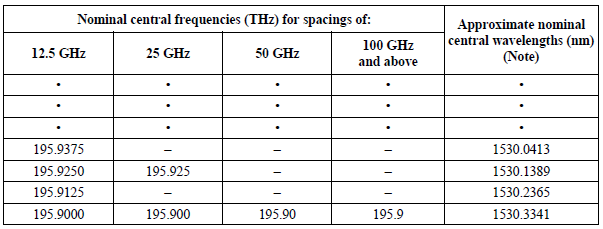 Nominal central frequencies (THz) for spacings of:
Approximate nominal
central wavelengths (nm)
(Note)
12.5 GHz 25 GHz 50 GHz 100 GHz
and above
• • • • •
• • • • •
• • • • •
195.9375 – – – 1530.0413
195.9250 195.925 – – 1530.1389
195.9125 – – – 1530.2365
195.9000 195.900 195.90 195.9 1530.3341